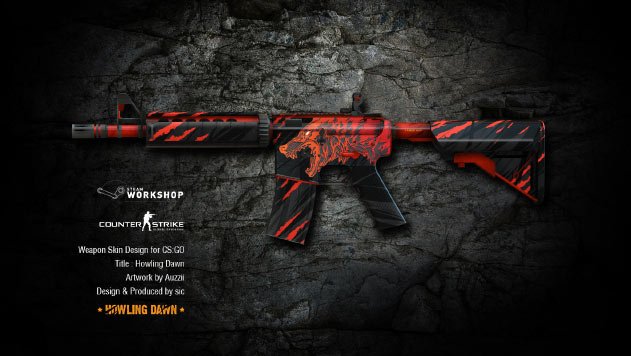 STEAM
WORKSHOP
COUNTER STRIKE
Weapon Skin Design for CS:GO
Title : Howling Dawn
Artwork by Auzzii
Design & Produced by sic
* HOWLING DAWN *